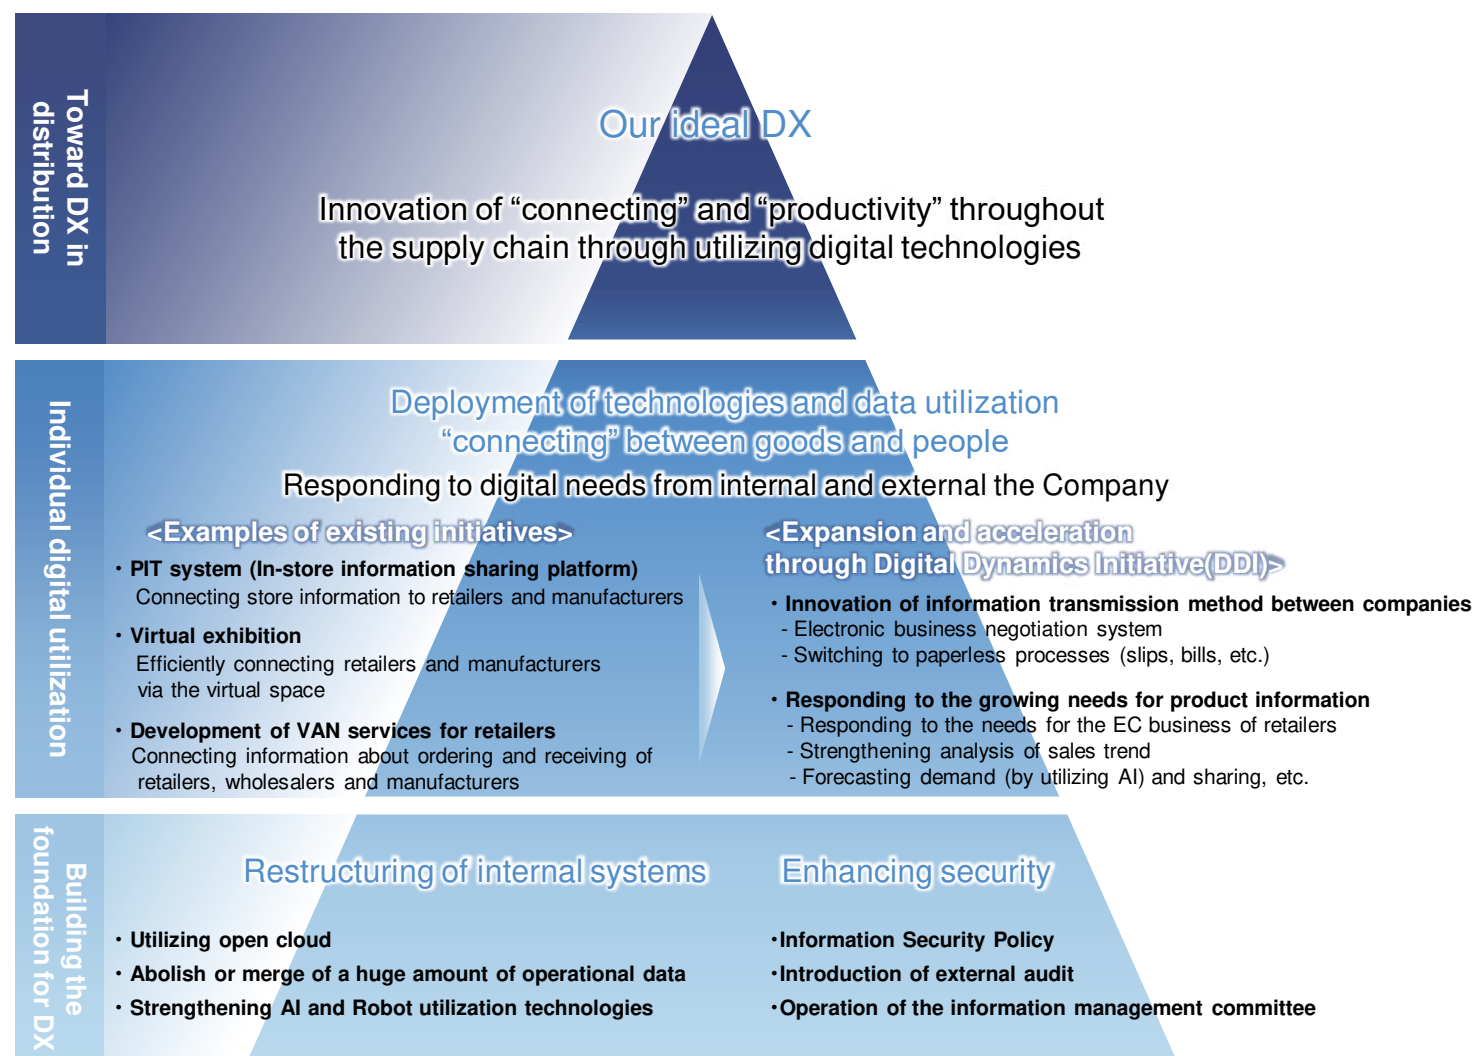 Toward DX in
distribution
Our ideal DX
Innovation of “connecting” and “productivity” throughout
the supply chain through utilizing digital technologies
Individual digital utilization
Deployment of technologies and data utilization
“connecting” between goods and people
Responding to digital needs from internal and external the Company
<Examples of existing initiatives>
・PIT system (In-store information sharing platform)
Connecting store information to retailers and manufacturers
・Virtual exhibition
Efficiently connecting retailers and manufacturers
via the virtual space
・Development of VAN services for retailers
Connecting information about ordering and receiving of
retailers, wholesalers and manufacturers
<Expansion and acceleration
through Digital Dynamics Initiative(DDI)>
・Innovation of information transmission method between companies
- Electronic business negotiation system
- Switching to paperless processes (slips, bills, etc.)
・Responding to the growing needs for product information
- Responding to the needs for the EC business of retailers
- Strengthening analysis of sales trend
- Forecasting demand (by utilizing AI) and sharing, etc.
Building the
foundation for DX
Restructuring of internal systems
・Utilizing open cloud
・Abolish or merge of a huge amount of operational data
・Strengthening AI and Robot utilization technologies
Enhancing security
・Information Security Policy
・Introduction of external audit
・Operation of the information management committee